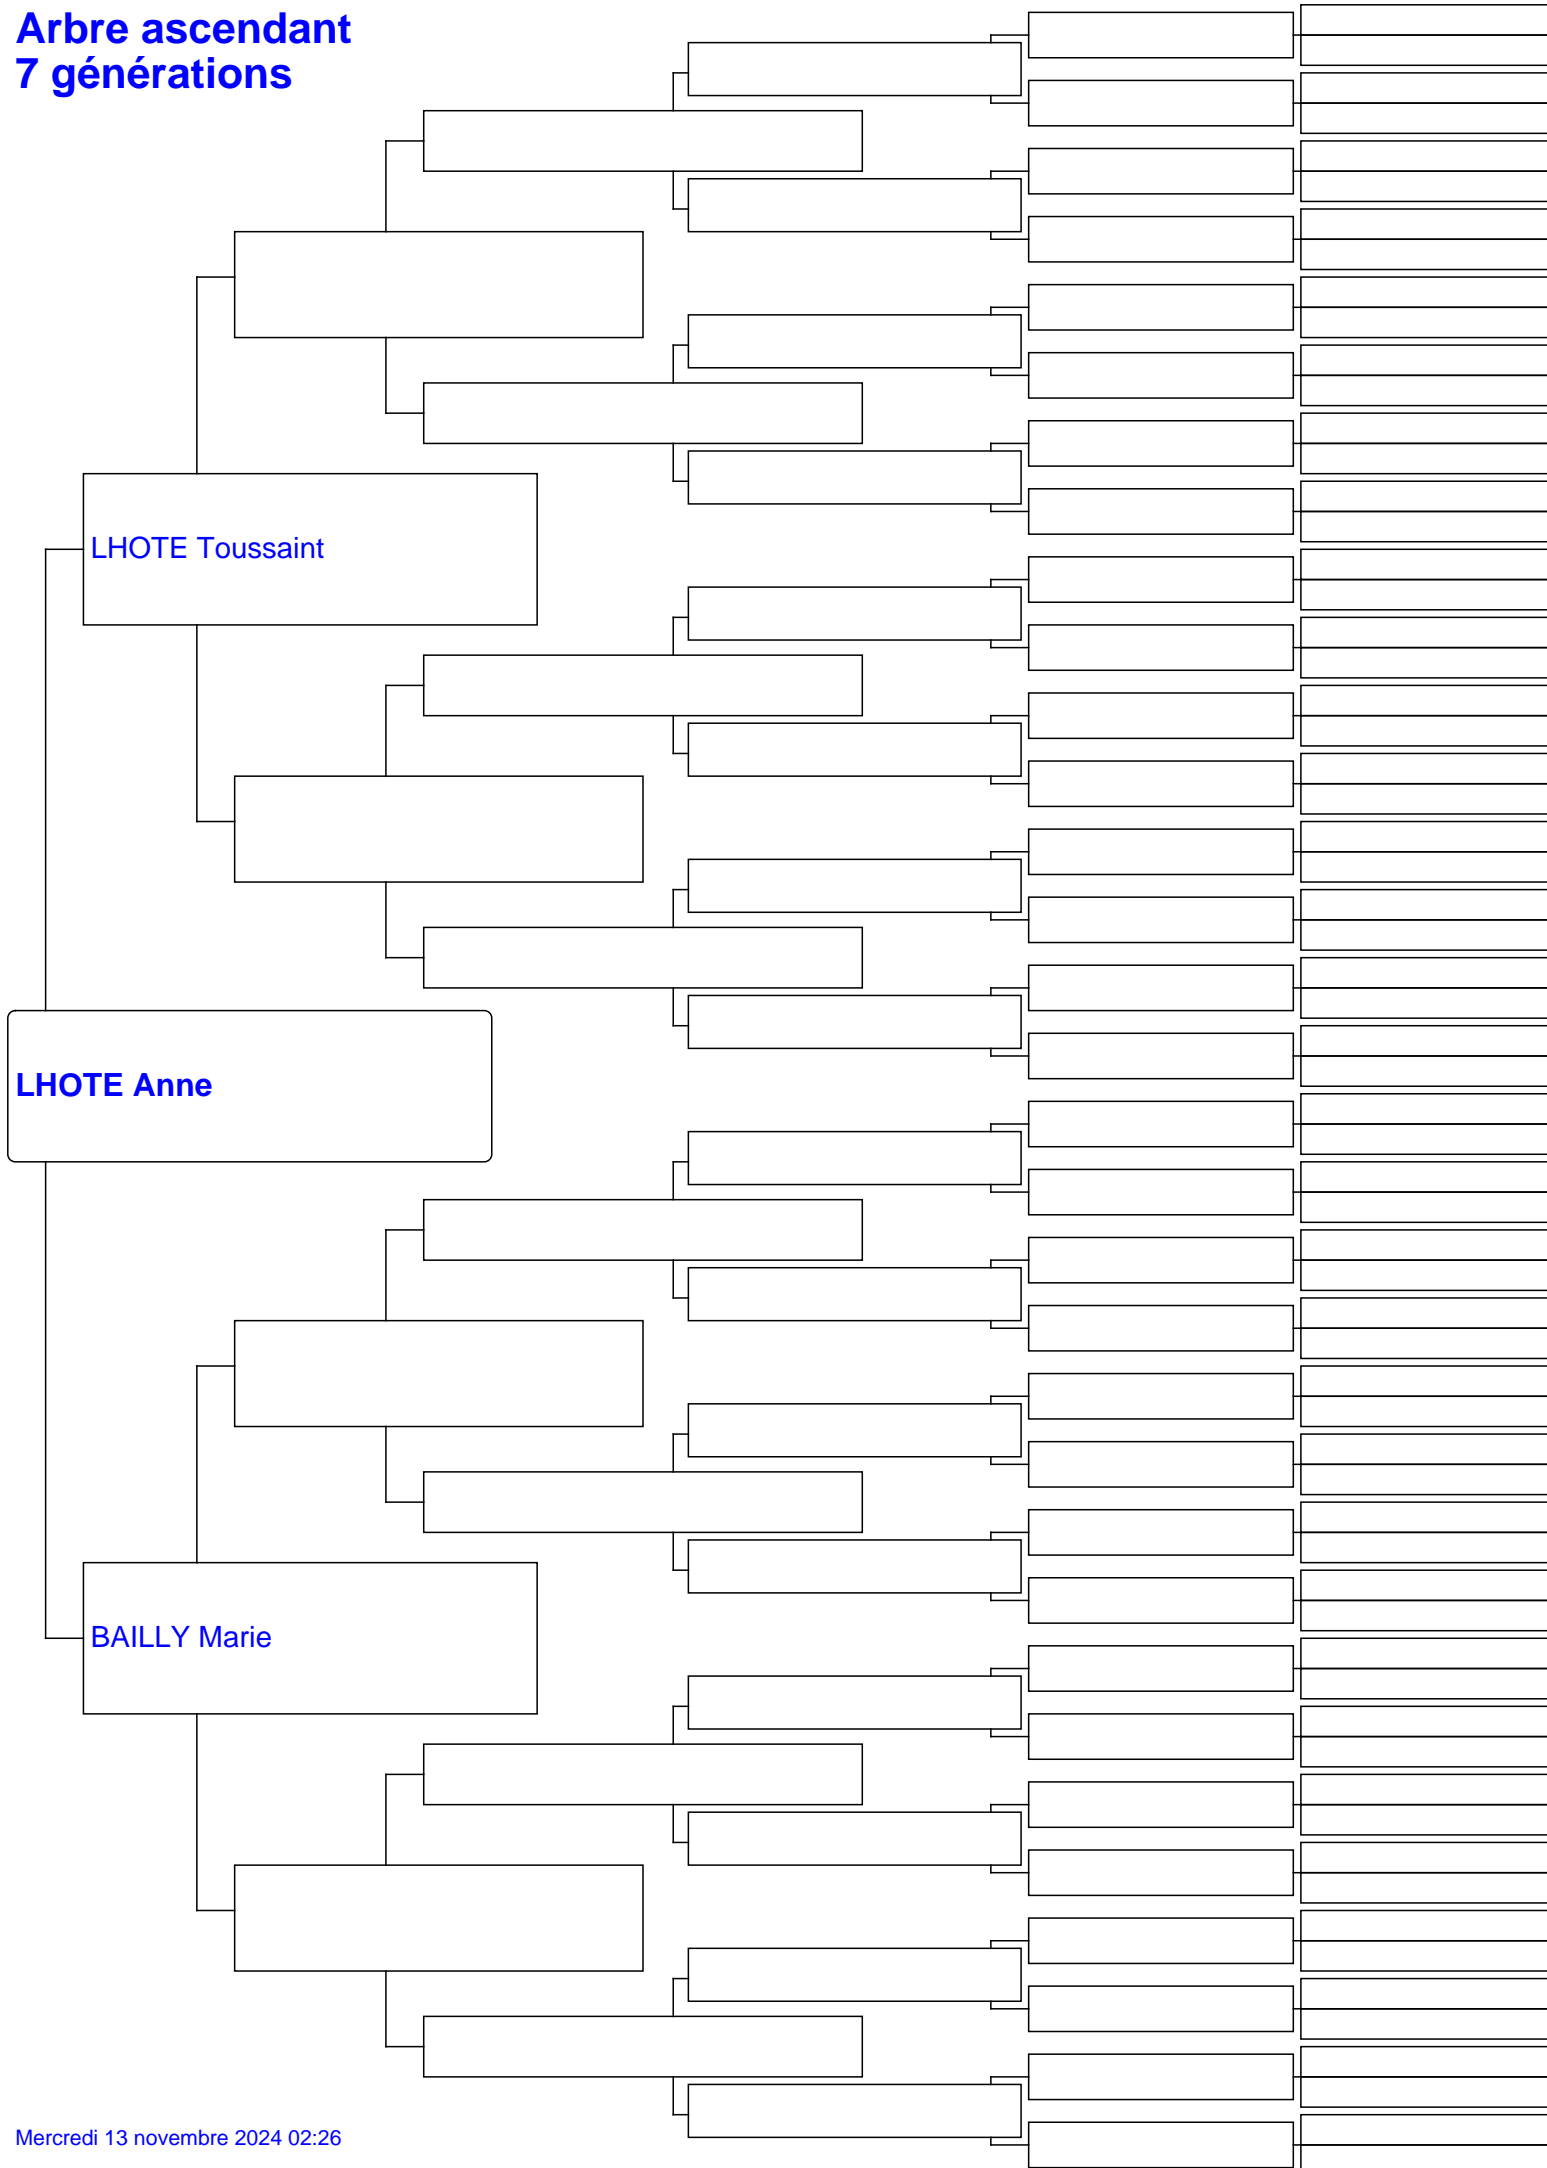 Arbre ascendant
7 générations
LHOTE Toussaint
LHOTE Anne
BAILLY Marie
Mercredi 13 novembre 2024 02:26